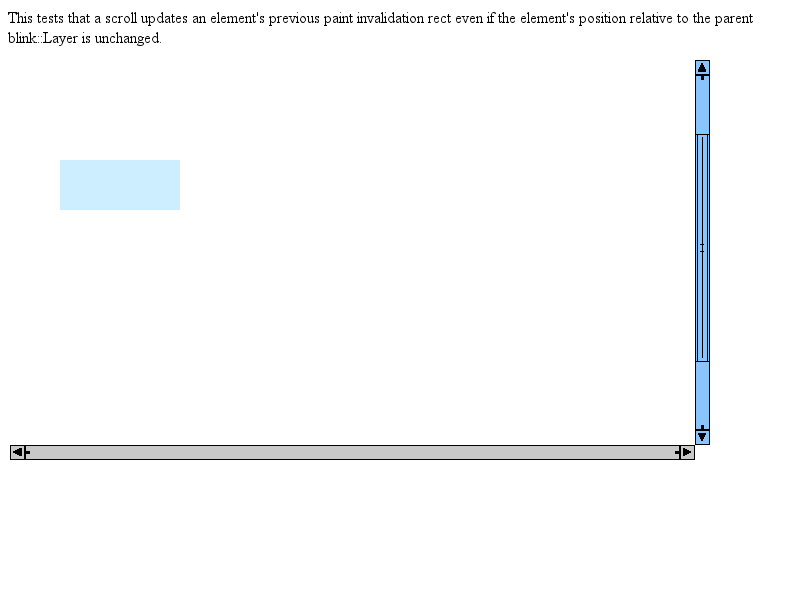 This tests that a scroll updates an element's previous paint invalidation rect even if the element's position relative to the parent
blink::Layer is unchanged.